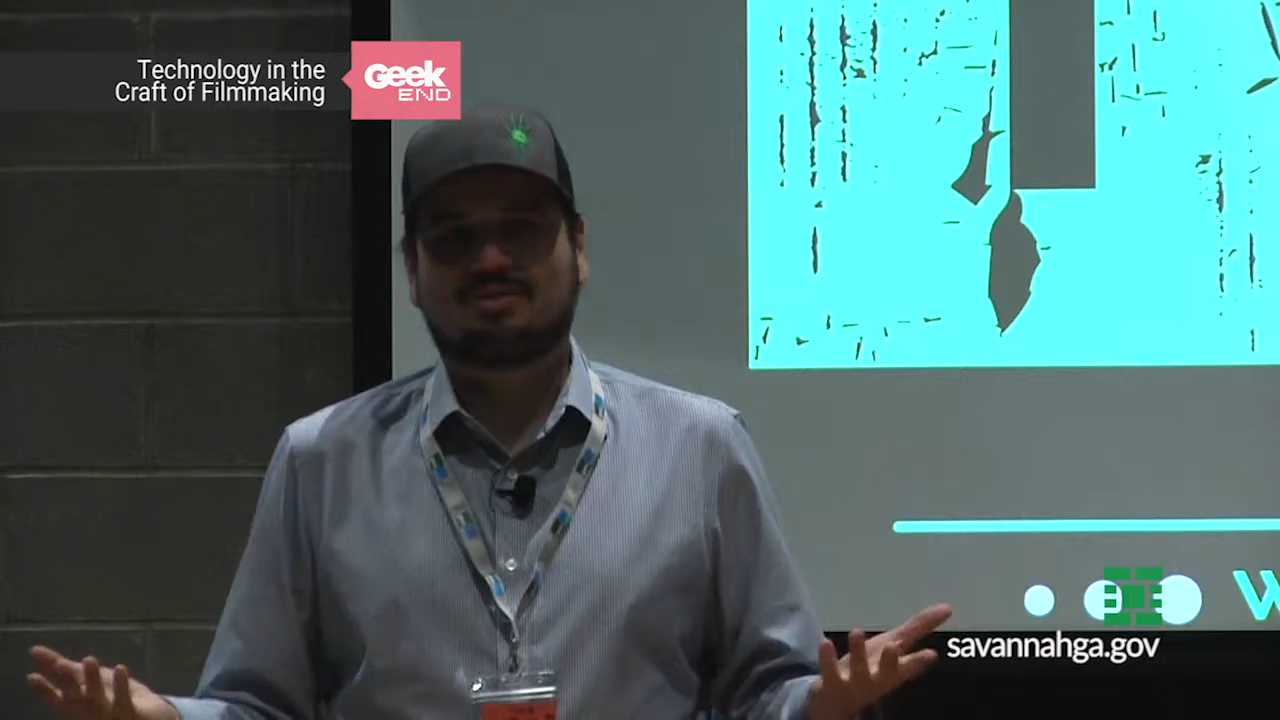 Technology in the
Craft of Filmmaking
Geek
END
W
savannahga.gov